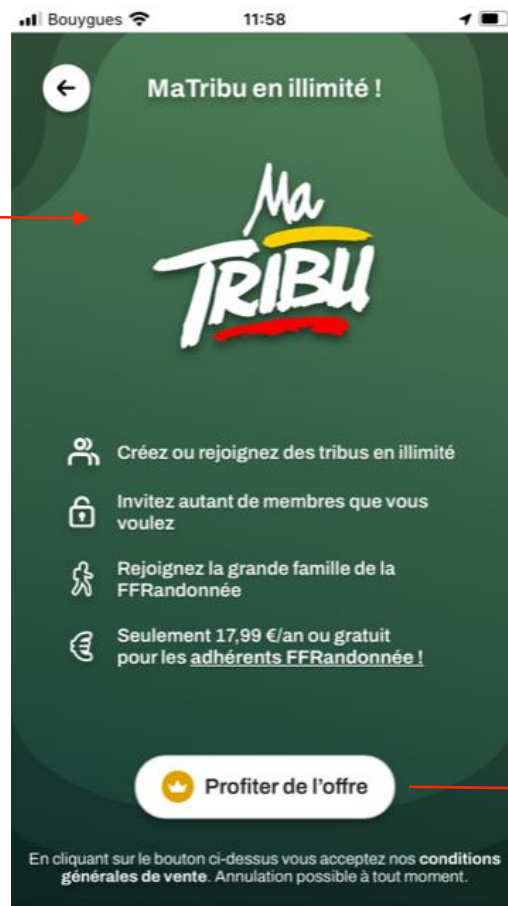 Bouygues 11:58
MaTribu en illimité !
Ma
TRIBU
Créez ou rejoignez des tribus en illimité
Invitez autant de membres que vous
voulez
Rejoignez la grande famille de la
FFRandonnée
Seulement 17,99 €/an ou gratuit
pour les adhérents FFRandonnée !
Profiter de l’offre
En cliquant sur le bouton ci-dessus vous acceptez nos conditions
générales de vente. Annulation possible à tout moment.